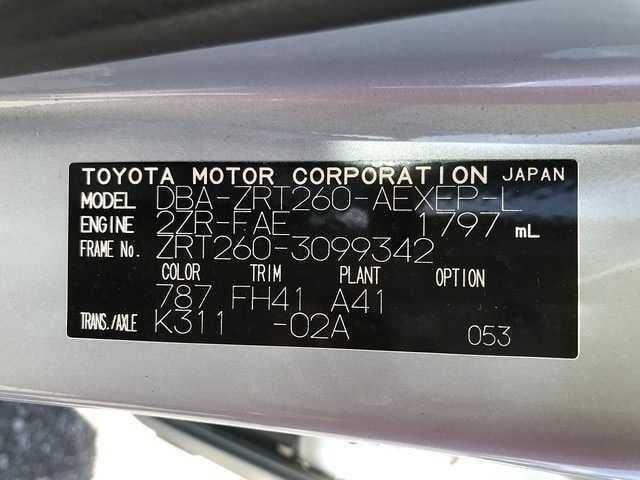 TOYOTA MOTOR CORPORATION JAPAN
MODEL DBA-ZRT260-AEXEP-L
ENGINE 2ZR-FAE 1797 mL
FRAME No. ZRT260-3099342
COLOR TRIM PLANT OPTION
787 FH41 A41
TRANS./AXLE K311 -02A 053